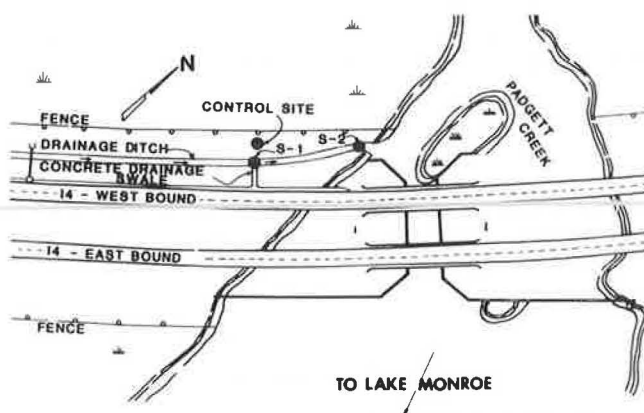 N
CONTROL SITE
FENCE
S-2
PADGETT
CREEK
DRAINAGE DITCH
S-1
CONCRETE DRAINAGE
SWALE
I4 - WEST BOUND
I4 - EAST BOUND
FENCE
TO LAKE MONROE